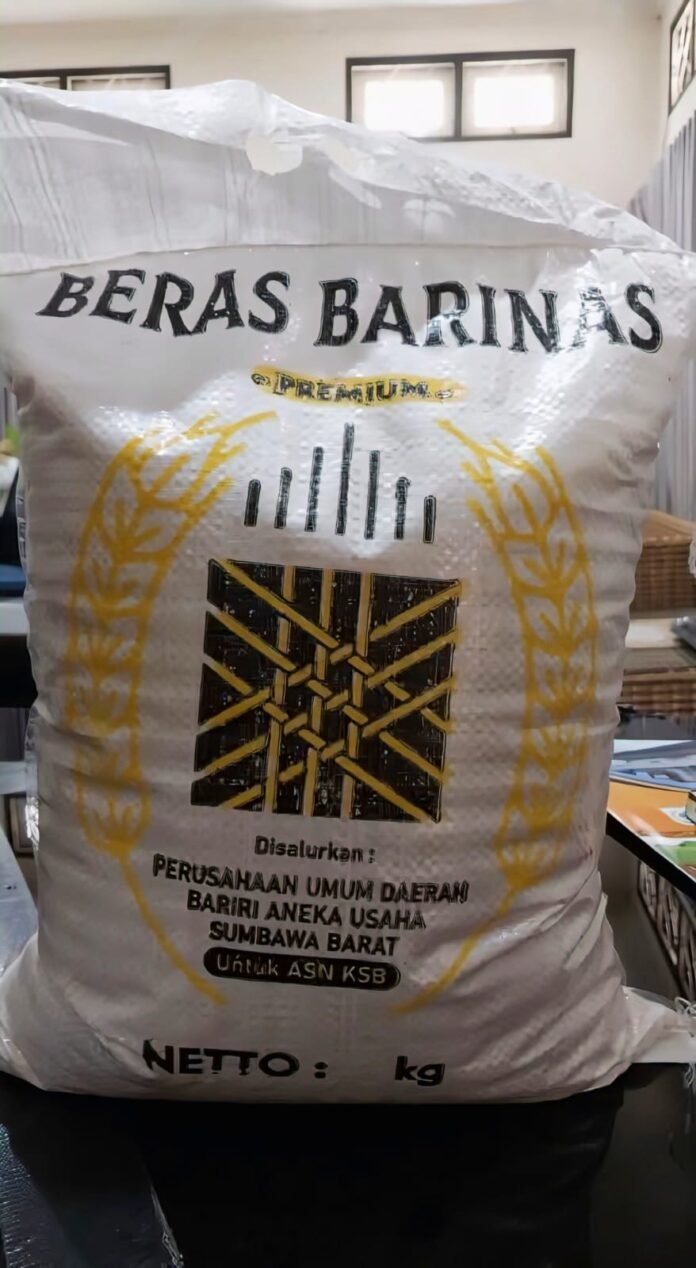 BERAS BARINAS
PREMIUM
Disalurkan :
PERUSAHAAN UMUM DAERAH
BARIRI ANEKA USAHA
SUMBAWA BARAT
Untuk ASN KSB
NETTO : kg